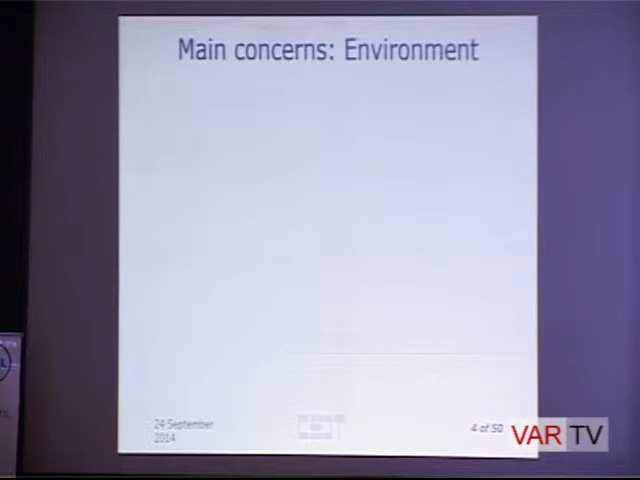 Main concerns: Environment
24 September
2014
4 of 50
VAR TV